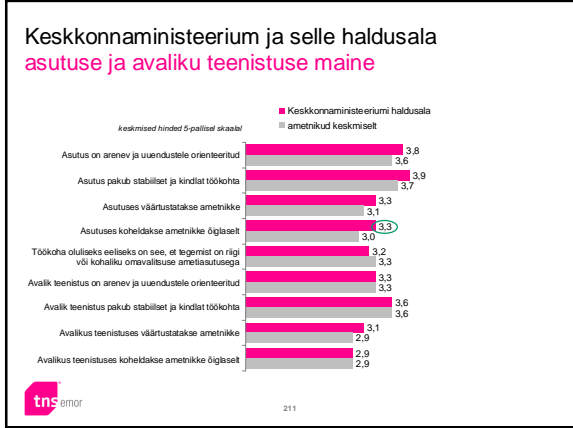 Keskkonnaministeerium ja selle haldusala
asutuse ja avaliku teenistuse maine
keskmised hinded 5-pallisel skaalal
Keskkonnaministeeriumi haldusala
ametnikud keskmiselt
Asutus on arenev ja uuendustele orienteeritud
3,8
3,6
Asutus pakub stabiilset ja kindlat töökohta
3,9
3,7
Asutuses väärtustatakse ametnikke
3,3
3,1
Asutuses koheldakse ametnikke õiglaselt
3,3
3,0
Töökoha oluliseks eeliseks on see, et tegemist on riigi
või kohaliku omavalitsuse ametiasutusega
3,2
3,3
Avalik teenistus on arenev ja uuendustele orienteeritud
3,3
3,3
Avalik teenistus pakub stabiilset ja kindlat töökohta
3,6
3,6
Avalikus teenistuses väärtustatakse ametnikke
3,1
2,9
Avalikus teenistuses koheldakse ametnikke õiglaselt
2,9
2,9
tns emor
211